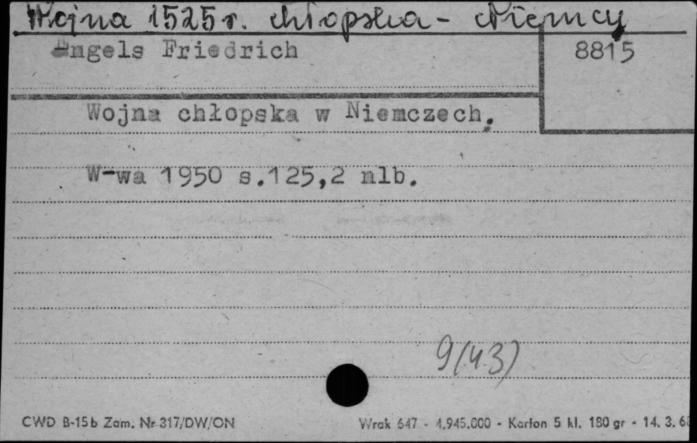 Wojna 1525 r. chłopska - Niemcy
Engels Friedrich
8815
Wojna chłopska w Niemczech.
W-wa 1950 s.125,2 nlb.
9/43)
CWD B-15b Zam. Nr 317/DW/ON
Wrak 647 - 4.945.000 - Karton 5 kl. 180 gr - 14. 3. 6